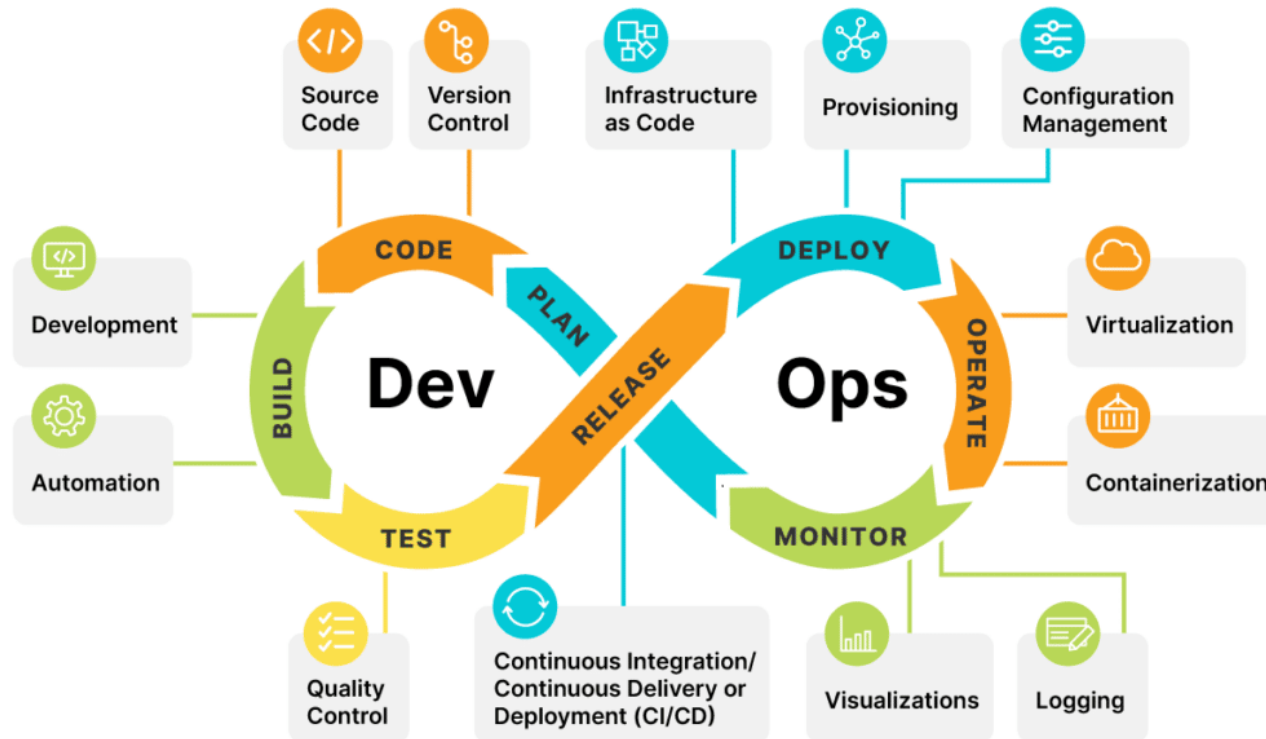 Source
Code
Version
Control
Infrastructure
as Code
Provisioning
Configuration
Management
CODE
DEPLOY
PLAN
Development
Virtualization
BUILD
Dev
RELEASE
Ops
OPERATE
Automation
Containerization
TEST
MONITOR
Quality
Control
Continuous Integration/
Continuous Delivery or
Deployment (CI/CD)
Visualizations
Logging